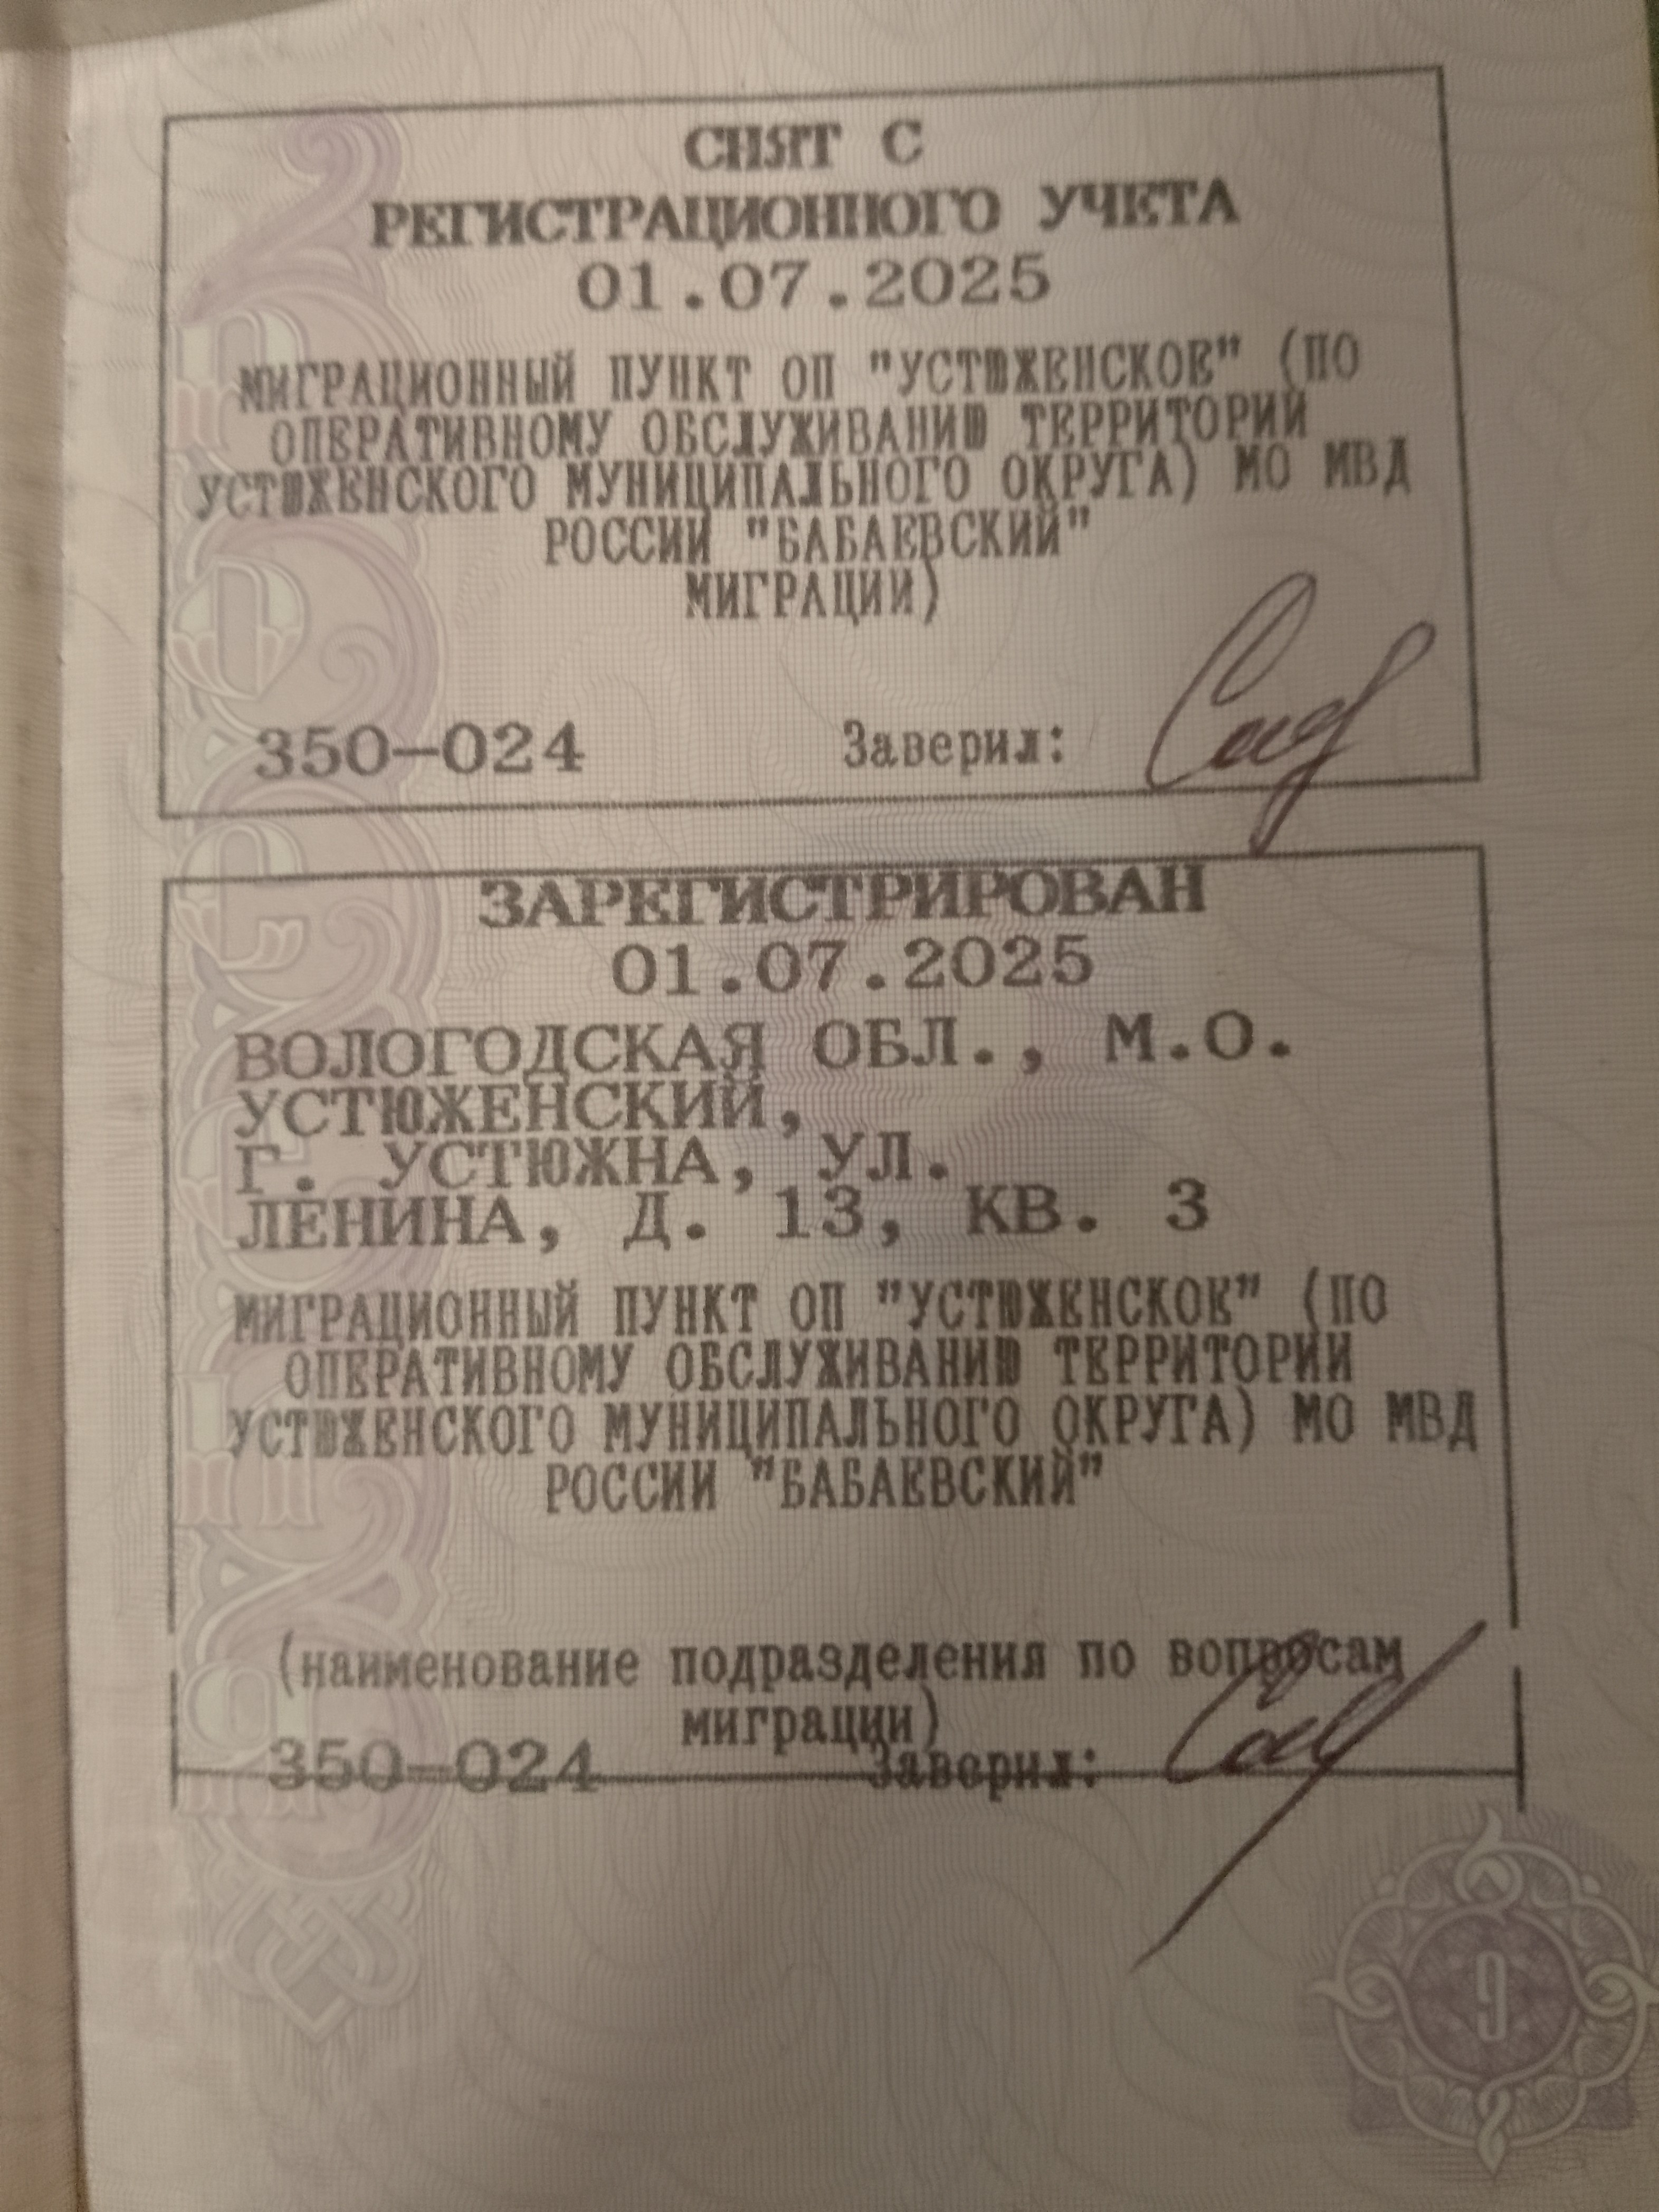 СНЯТ С
РЕГИСТРАЦИОННОГО УЧЕТА
01.07.2025
МИГРАЦИОННЫЙ ПУНКТ ОП "УСТЮЖЕНСКОЕ" (ПО
ОПЕРАТИВНОМУ ОБСЛУЖИВАНИЮ ТЕРРИТОРИИ
УСТЮЖЕНСКОГО МУНИЦИПАЛЬНОГО ОКРУГА) МО МВД
РОССИИ "БАБАЕВСКИЙ"
МИГРАЦИИ)
350-024 Заверил:
ЗАРЕГИСТРИРОВАН
01.07.2025
ВОЛОГОДСКАЯ ОБЛ., М.О.
УСТЮЖЕНСКИЙ,
Г. УСТЮЖНА, УЛ.
ЛЕНИНА, Д. 13, КВ. 3
МИГРАЦИОННЫЙ ПУНКТ ОП "УСТЮЖЕНСКОЕ" (ПО
ОПЕРАТИВНОМУ ОБСЛУЖИВАНИЮ ТЕРРИТОРИИ
УСТЮЖЕНСКОГО МУНИЦИПАЛЬНОГО ОКРУГА) МО МВД
РОССИИ "БАБАЕВСКИЙ"
(наименование подразделения по вопросам
миграции)
350-024 Заверил:
9